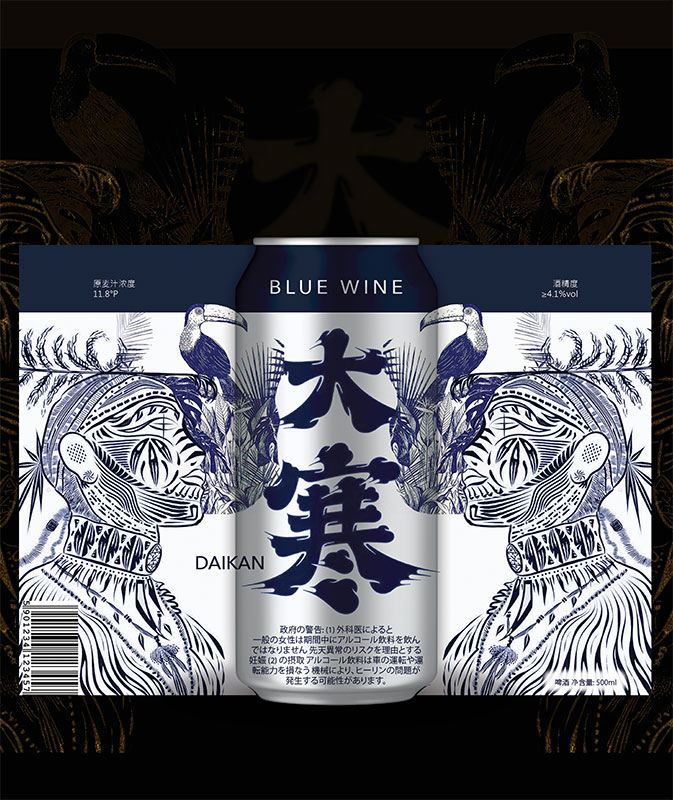 原麦汁浓度
11.8°P
BLUE WINE
酒精度
≥4.1%vol
大
寒
DAIKAN
政府の警告: (1) 外科医によると
一般の女性は期間中にアルコール飲料を飲ん
ではなりません 先天異常のリスクを理由とする
妊娠 (2) の摂取 アルコール飲料は車の運転や運
転能力を損なう 機械により、ヒーリンの問題が
発生する可能性があります。
5901234123457
啤酒 净含量: 500ml
大